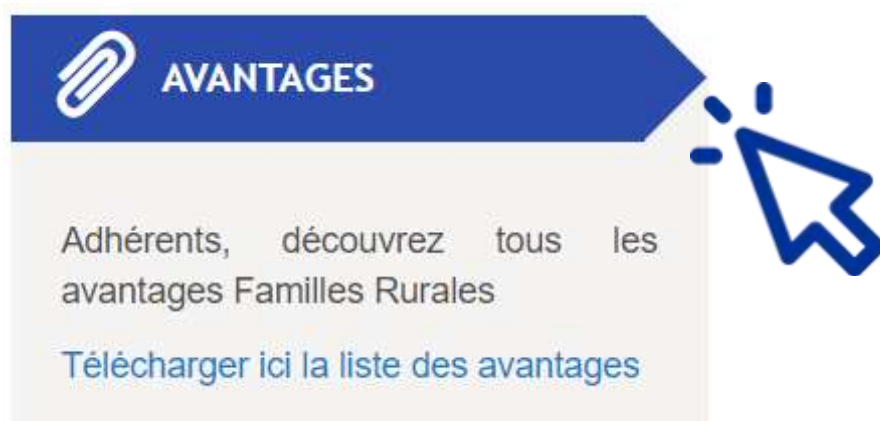 AVANTAGES
Adhérents, découvrez tous les
avantages Familles Rurales
Télécharger ici la liste des avantages